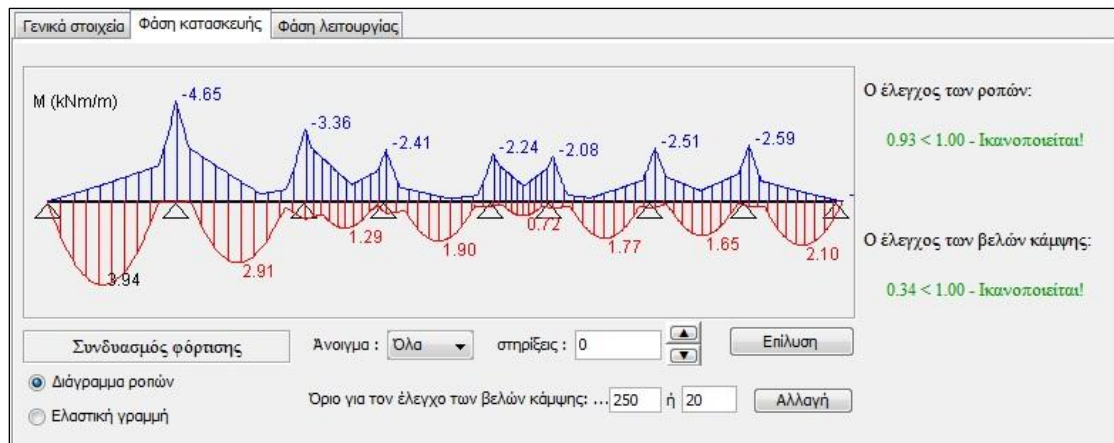 Γενικά στοιχεία Φάση κατασκευής Φάση λειτουργίας
M (kNm/m)
-4.65
-3.36
-2.41
-2.24
-2.08
-2.51
-2.59
3.94
2.91
1.29
1.90
0.72
1.77
1.65
2.10
Ο έλεγχος των ροπών:
0.93 < 1.00 - Ικανοποιείται!
Ο έλεγχος των βελών κάμψης:
0.34 < 1.00 - Ικανοποιείται!
Συνδυασμός φόρτισης
Άνοιγμα : Όλα στηρίξεις : 0 Επίλυση
Διάγραμμα ροπών
Ελαστική γραμμή
Όριο για τον έλεγχο των βελών κάμψης: ... 250 ή 20 Αλλαγή